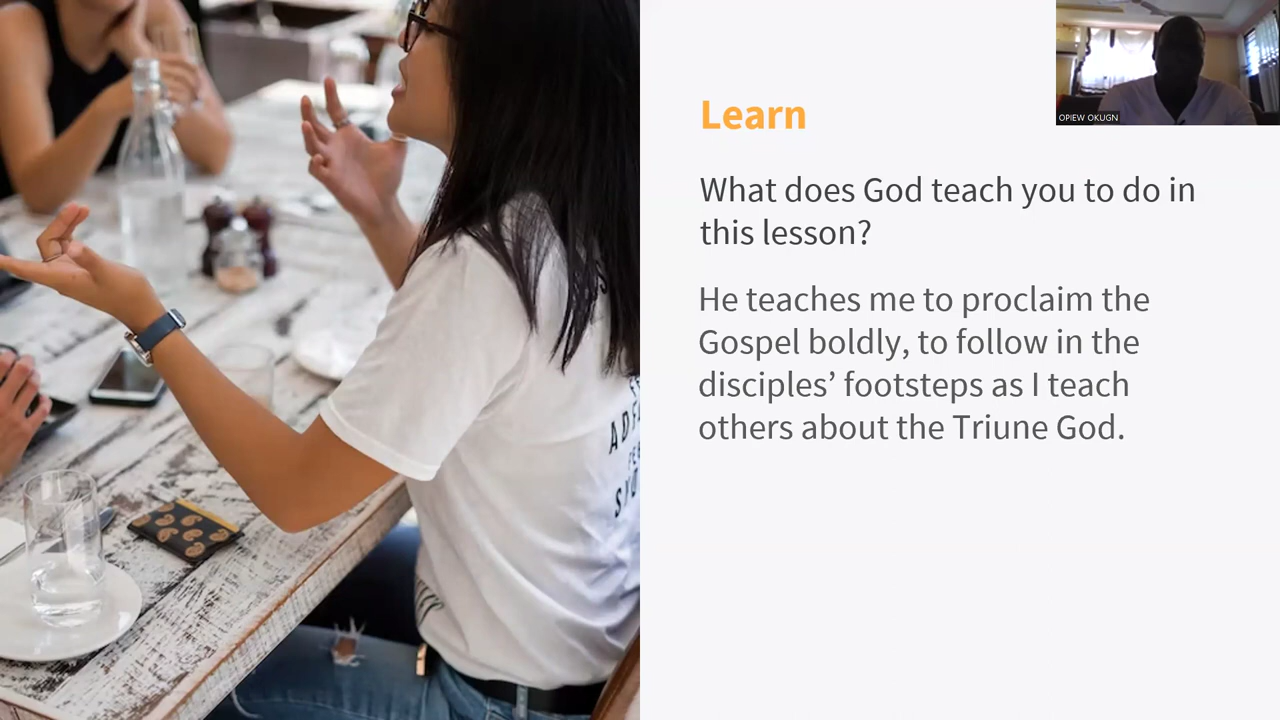 Learn
OPIEW OKUGN
What does God teach you to do in
this lesson?
He teaches me to proclaim the
Gospel boldly, to follow in the
disciples’ footsteps as I teach
others about the Triune God.